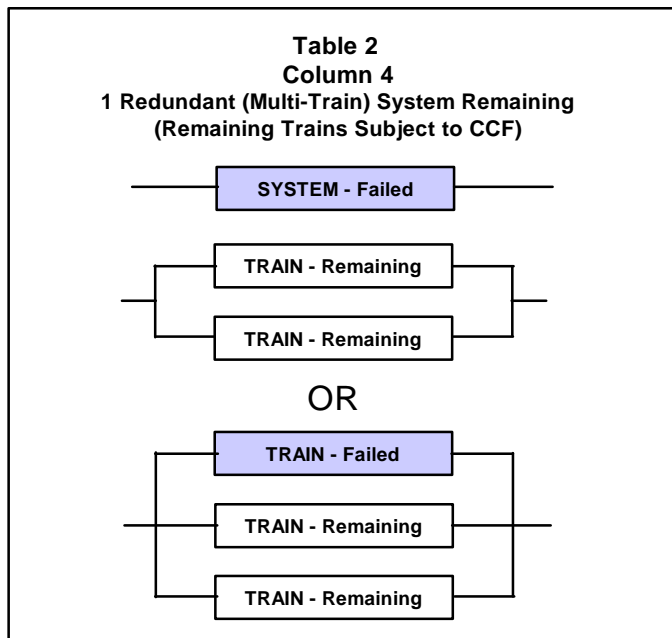 Table 2
Column 4
1 Redundant (Multi-Train) System Remaining
(Remaining Trains Subject to CCF)
SYSTEM - Failed
TRAIN - Remaining
TRAIN - Remaining
OR
TRAIN - Failed
TRAIN - Remaining
TRAIN - Remaining